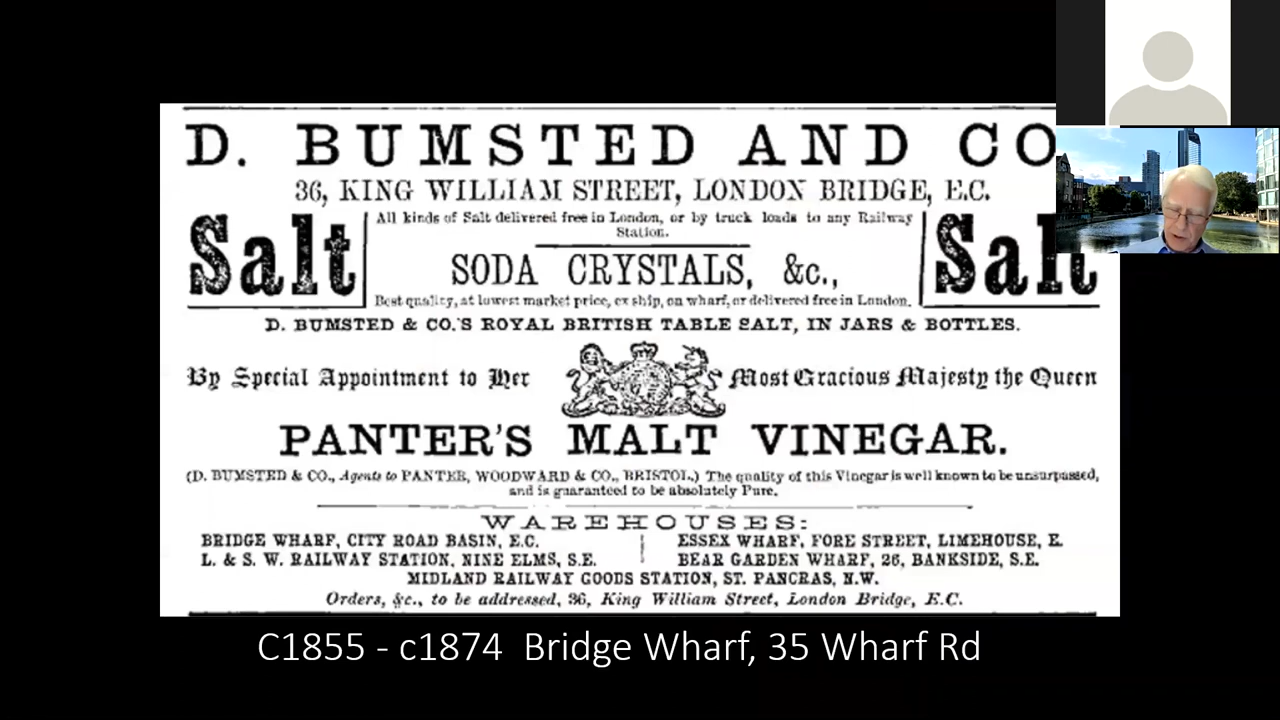 D. BUMSTED AND CO
36, KING WILLIAM STREET, LONDON BRIDGE, E.C.
Salt
All kinds of Salt delivered free in London, or by truck loads to any Railway
Station.
Salt
SODA CRYSTALS, &c.,
Best quality, at lowest market price, ex ship, on wharf, or delivered free in London.
D. BUMSTED & CO.'S ROYAL BRITISH TABLE SALT, IN JARS & BOTTLES.
By Special Appointment to Her Most Gracious Majesty the Queen
PANTER'S MALT VINEGAR.
(D. BUMSTED & CO., Agents to PANTER, WOODWARD & CO., BRISTOL.) The quality of this Vinegar is well known to be unsurpassed,
and is guaranteed to be absolutely Pure.
WAREHOUSES:
BRIDGE WHARF, CITY ROAD BASIN, E.C.
L. & S. W. RAILWAY STATION, NINE ELMS, S.E.
ESSEX WHARF, FORE STREET, LIMEHOUSE, E.
BEAR GARDEN WHARF, 26, BANKSIDE, S.E.
MIDLAND RAILWAY GOODS STATION, ST. PANCRAS, N.W.
Orders, &c., to be addressed, 36, King William Street, London Bridge, E.C.
C1855 - c1874 Bridge Wharf, 35 Wharf Rd